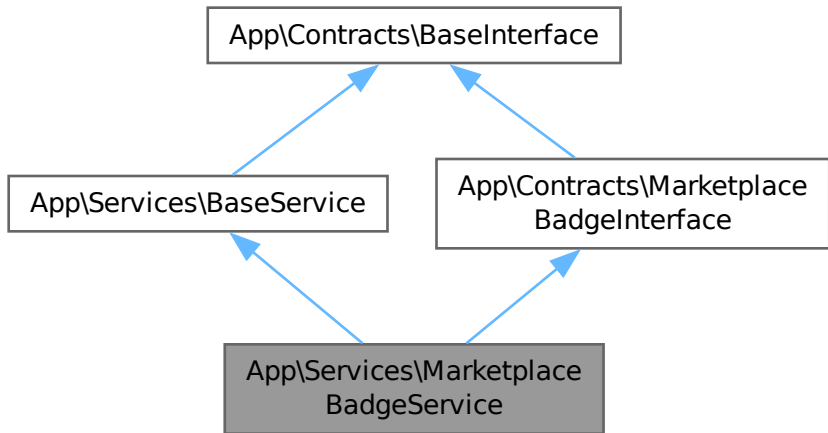 App\Contracts\BaseInterface
App\Services\BaseService
App\Contracts\Marketplace
BadgeInterface
App\Services\Marketplace
BadgeService